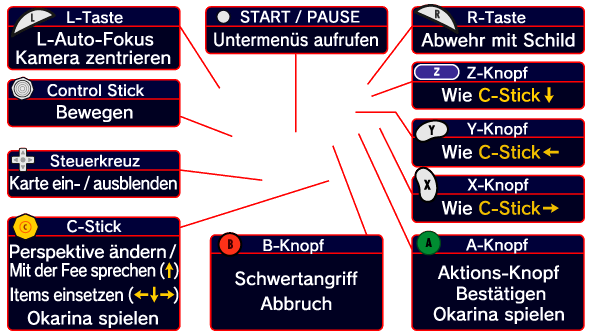 L
L-Taste
L-Auto-Fokus
Kamera zentrieren
START / PAUSE
Untermenüs aufrufen
R
R-Taste
Abwehr mit Schild
Control Stick
Bewegen
Z
Z-Knopf
Wie C-Stick ↓
Y
Y-Knopf
Wie C-Stick ←
Steuerkreuz
Karte ein- / ausblenden
X
X-Knopf
Wie C-Stick →
C
C-Stick
Perspektive ändern /
Mit der Fee sprechen (↑)
Items einsetzen (←↓→)
Okarina spielen
B
B-Knopf
Schwertangriff
Abbruch
A
A-Knopf
Aktions-Knopf
Bestätigen
Okarina spielen